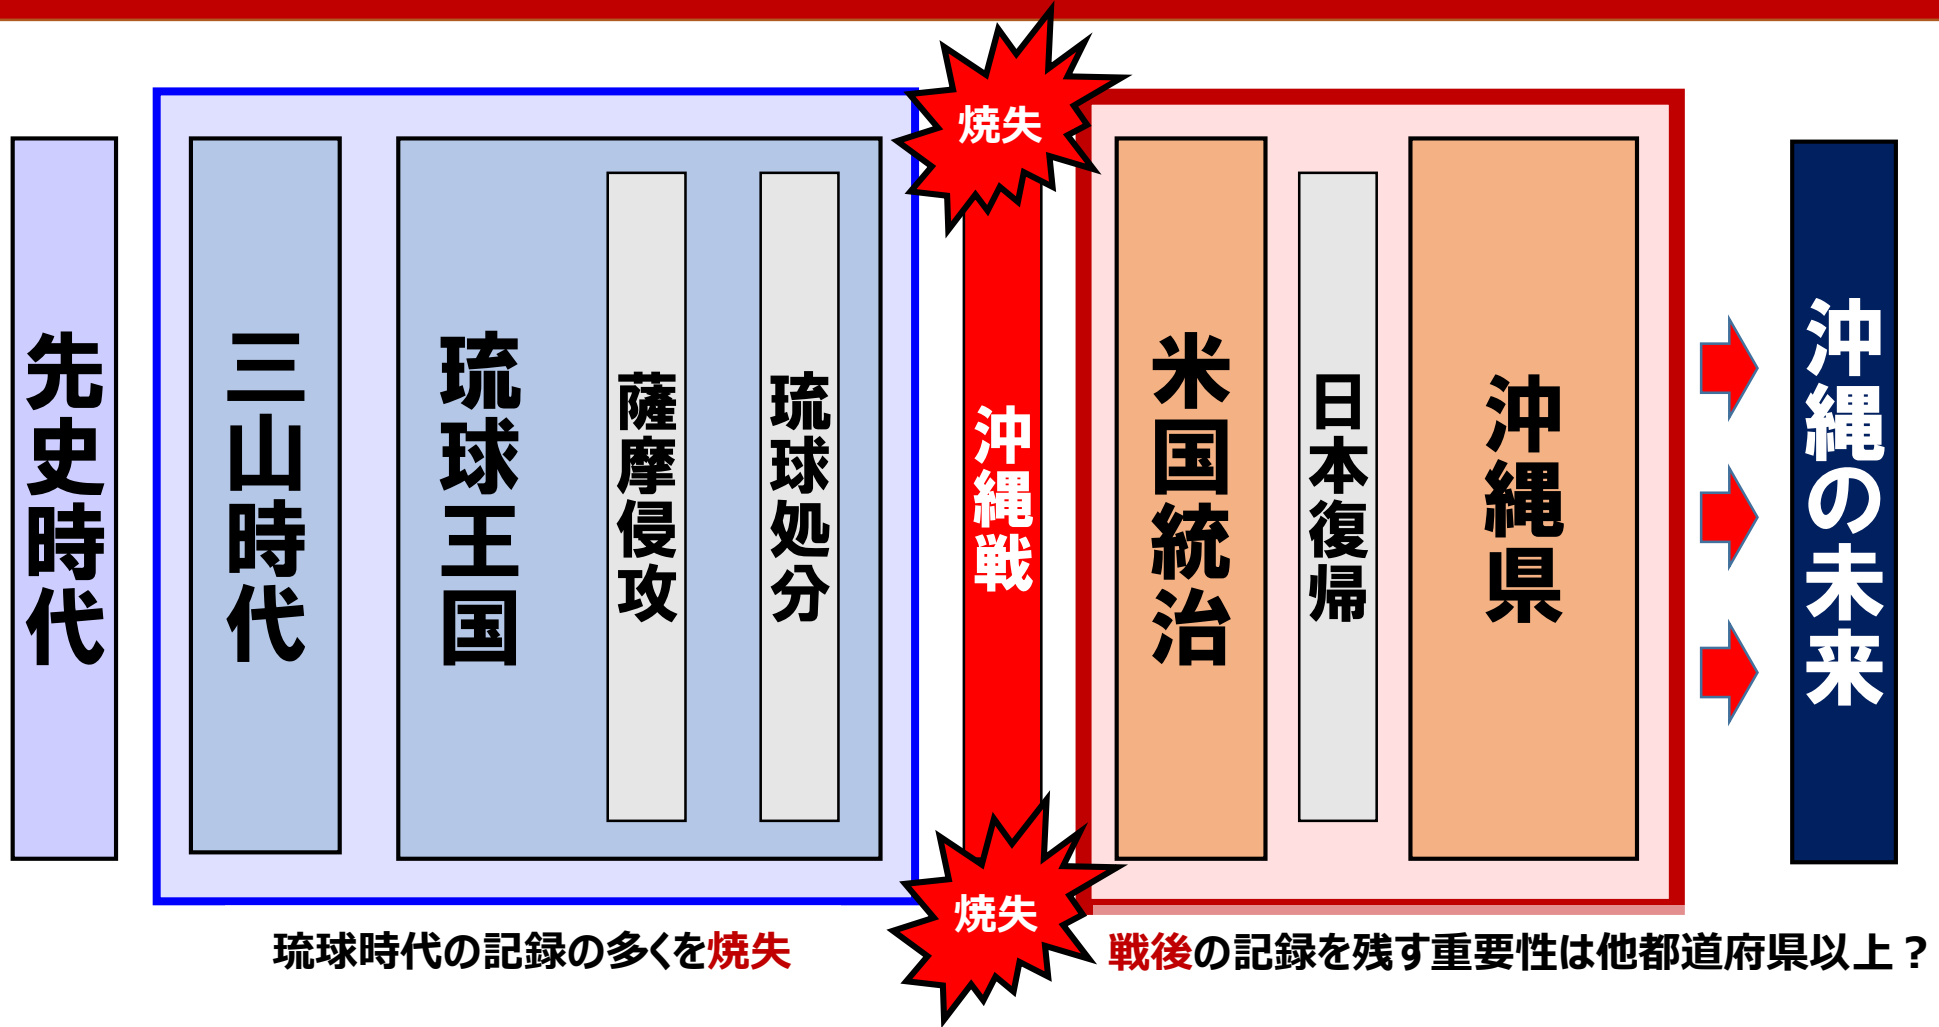 焼失
先史時代
三山時代
琉球王国
薩摩侵攻
琉球処分
沖縄戦
米国統治
日本復帰
沖縄県
沖縄の未来
焼失
琉球時代の記録の多くを焼失
戦後の記録を残す重要性は他都道府県以上？